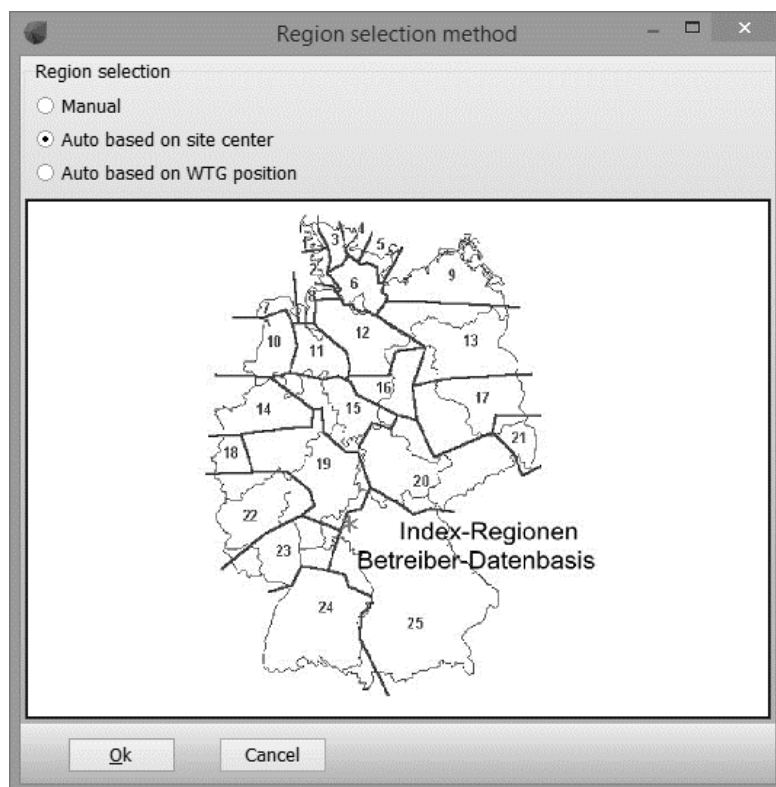 Region selection method
Region selection
Manual
Auto based on site center
Auto based on WTG position
3
5
2
6
9
7
8
10
11
12
13
14
15
16
17
18
19
20
21
22
23
24
25
Index-Regionen
Betreiber-Datenbasis
Ok
Cancel